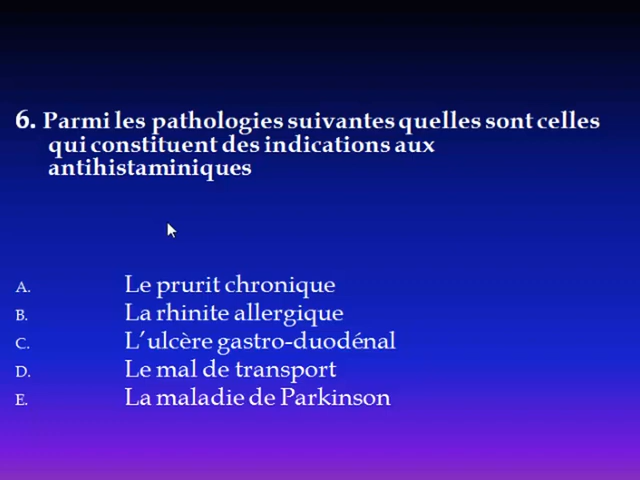 6. Parmi les pathologies suivantes quelles sont celles
qui constituent des indications aux
antihistaminiques
A. Le prurit chronique
B. La rhinite allergique
C. L’ulcère gastro-duodénal
D. Le mal de transport
E. La maladie de Parkinson